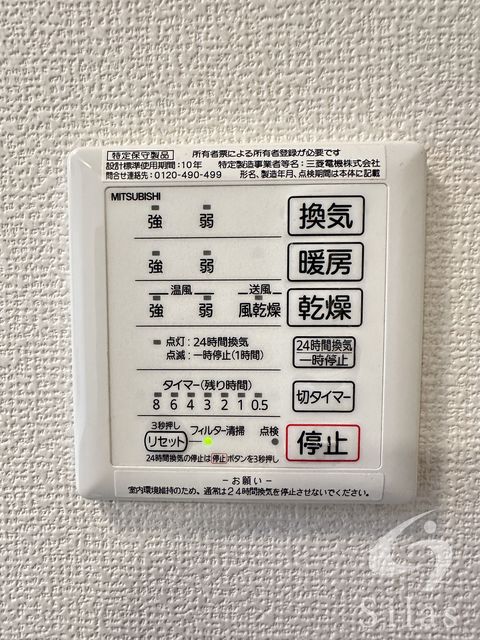 特定保守製品 所有者票による所有者登録が必要です
設計標準使用期間:10年 特定製造事業者等名:三菱電機株式会社
問合せ連絡先:0120-490-499 形名、製造年月、点検期間は本体に記載
MITSUBISHI
強 弱 換気
強 弱 暖房
温風 送風
強 弱 風乾燥 乾燥
点灯:24時間換気
点滅:一時停止(1時間)
24時間換気
一時停止
タイマー(残り時間)
8 6 4 3 2 1 0.5
切タイマー
3秒押し
リセット フィルター清掃 点検
停止
24時間換気の停止は停止ボタンを3秒押し
-お願い-
室内環境維持のため、通常は24時間換気を停止させないでください。
Silas